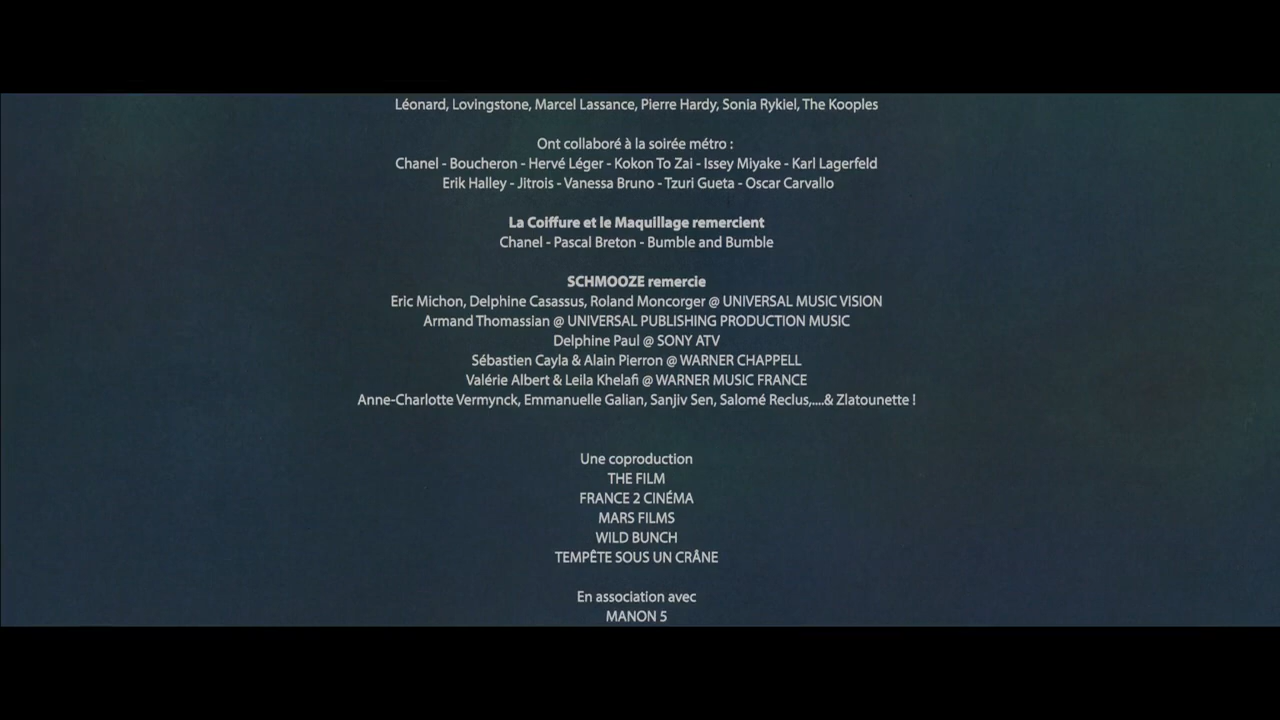 Léonard, Lovingstone, Marcel Lassance, Pierre Hardy, Sonia Rykiel, The Kooples
Ont collaboré à la soirée métro :
Chanel - Boucheron - Hervé Léger - Kokon To Zai - Issey Miyake - Karl Lagerfeld
Erik Halley - Jitrois - Vanessa Bruno - Tzuri Gueta - Oscar Carvallo
La Coiffure et le Maquillage remercient
Chanel - Pascal Breton - Bumble and Bumble
SCHMOOZE remercie
Eric Michon, Delphine Casassus, Roland Moncorger @ UNIVERSAL MUSIC VISION
Armand Thomassian @ UNIVERSAL PUBLISHING PRODUCTION MUSIC
Delphine Paul @ SONY ATV
Sébastien Cayla & Alain Pierron @ WARNER CHAPPELL
Valérie Albert & Leila Khelafi @ WARNER MUSIC FRANCE
Anne-Charlotte Vermynck, Emmanuelle Galian, Sanjiv Sen, Salomé Reclus,....& Zlatounette !
Une coproduction
THE FILM
FRANCE 2 CINÉMA
MARS FILMS
WILD BUNCH
TEMPÊTE SOUS UN CRÂNE
En association avec
MANON 5